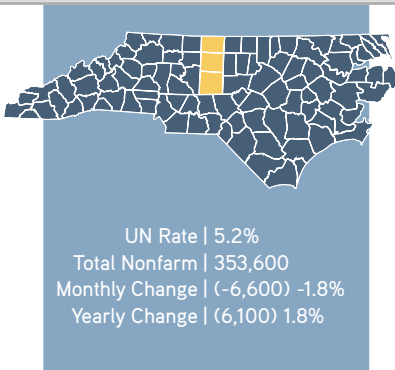 UN Rate | 5.2%
Total Nonfarm | 353,600
Monthly Change | (-6,600) -1.8%
Yearly Change | (6,100) 1.8%